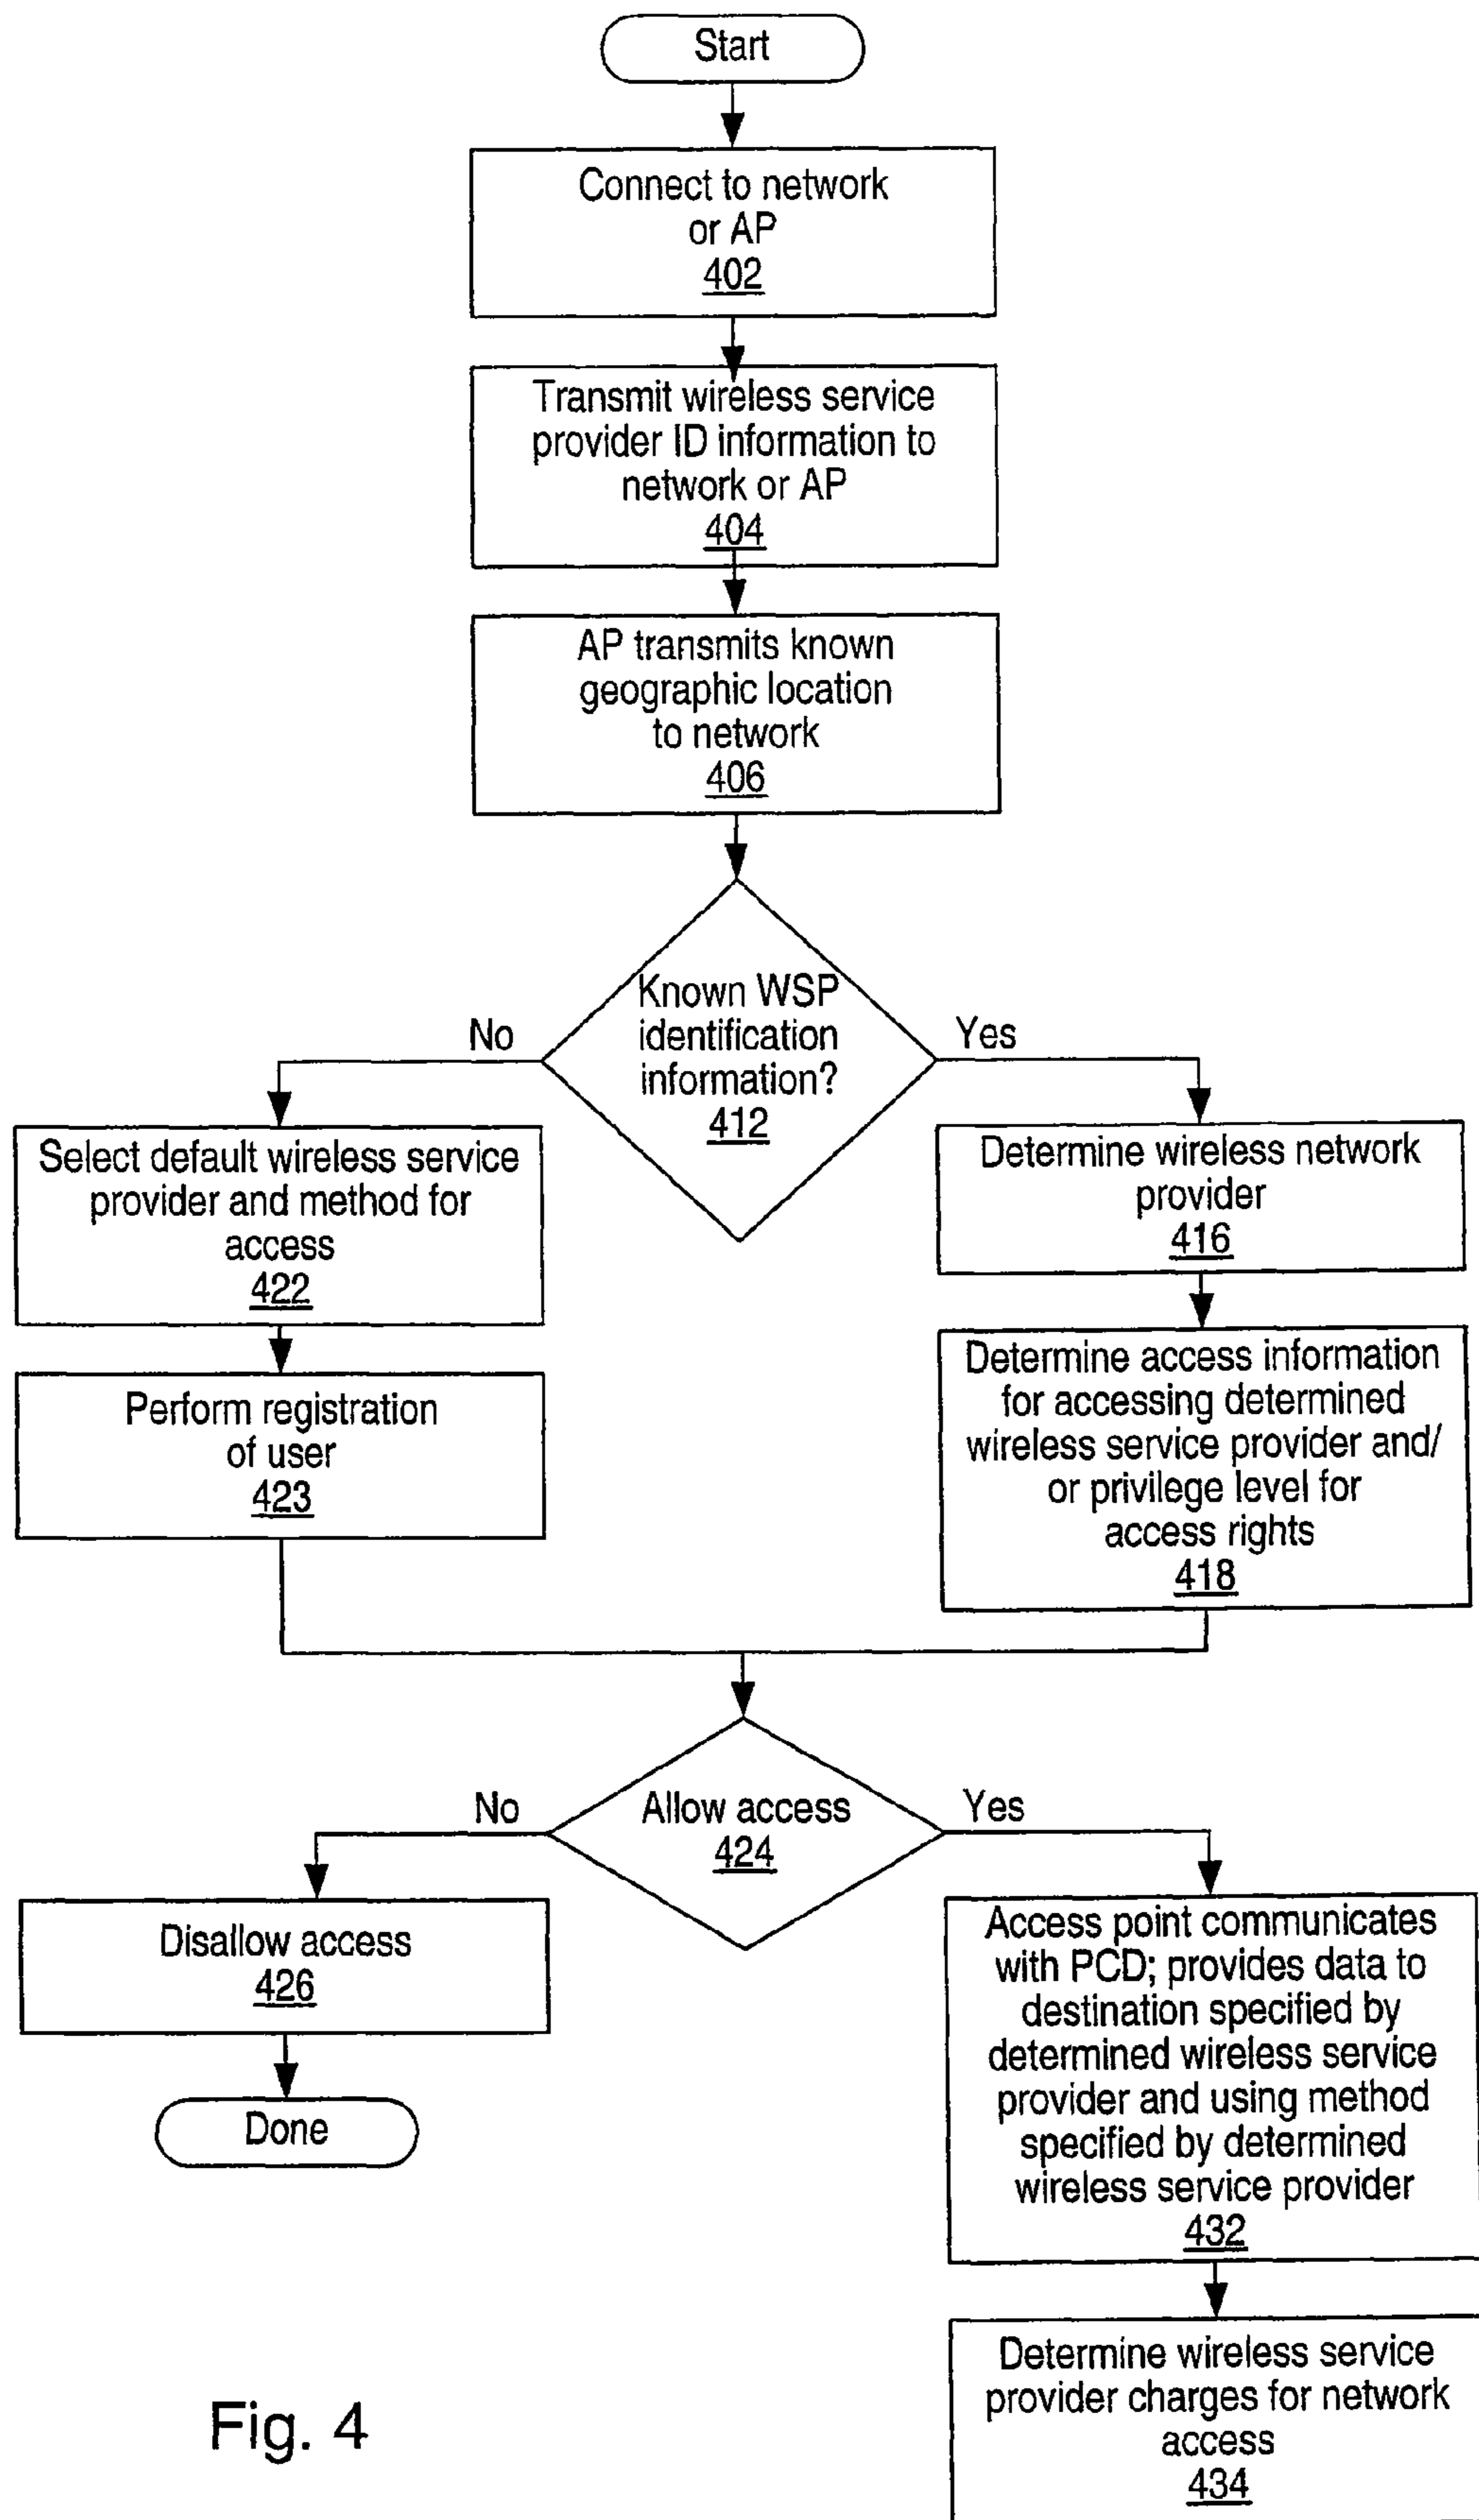 Start
Connect to network
or AP
402
Transmit wireless service
provider ID information to
network or AP
404
AP transmits known
geographic location
to network
406
Known WSP
identification
information?
412
No
Yes
Select default wireless service
provider and method for
access
422
Determine wireless network
provider
416
Perform registration
of user
423
Determine access information
for accessing determined
wireless service provider and/
or privilege level for
access rights
418
Allow access
424
No
Yes
Disallow access
426
Done
Access point communicates
with PCD; provides data to
destination specified by
determined wireless service
provider and using method
specified by determined
wireless service provider
432
Determine wireless service
provider charges for network
access
434
Fig. 4